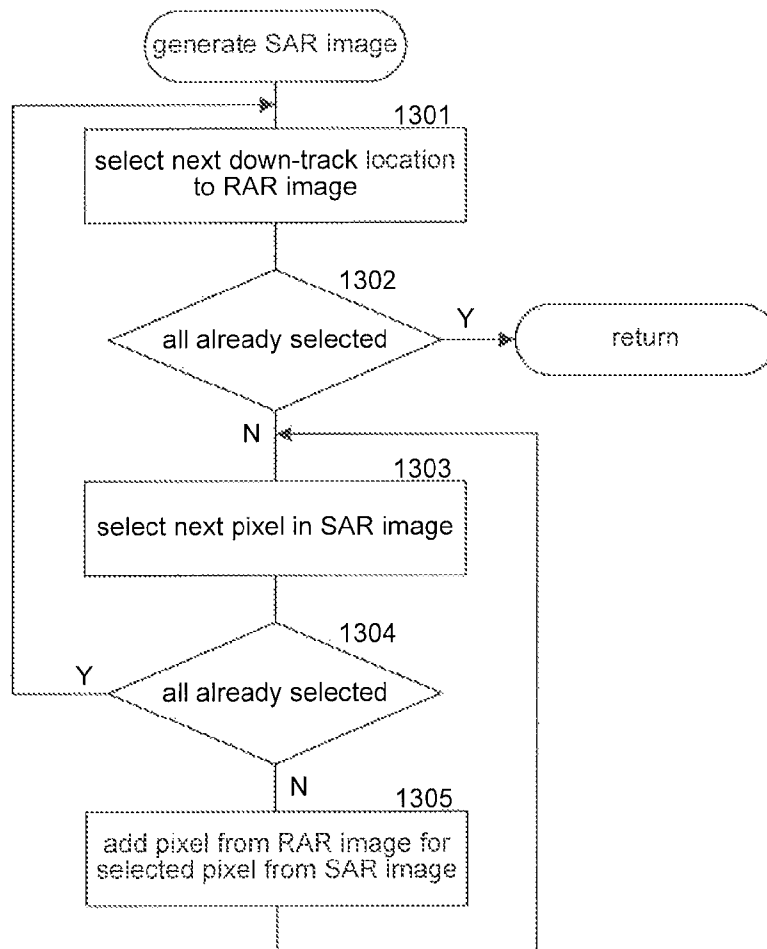 generate SAR image
1301
select next down-track location
to RAR image
1302
all already selected
Y
return
N
1303
select next pixel in SAR image
1304
Y
all already selected
N
1305
add pixel from RAR image for
selected pixel from SAR image